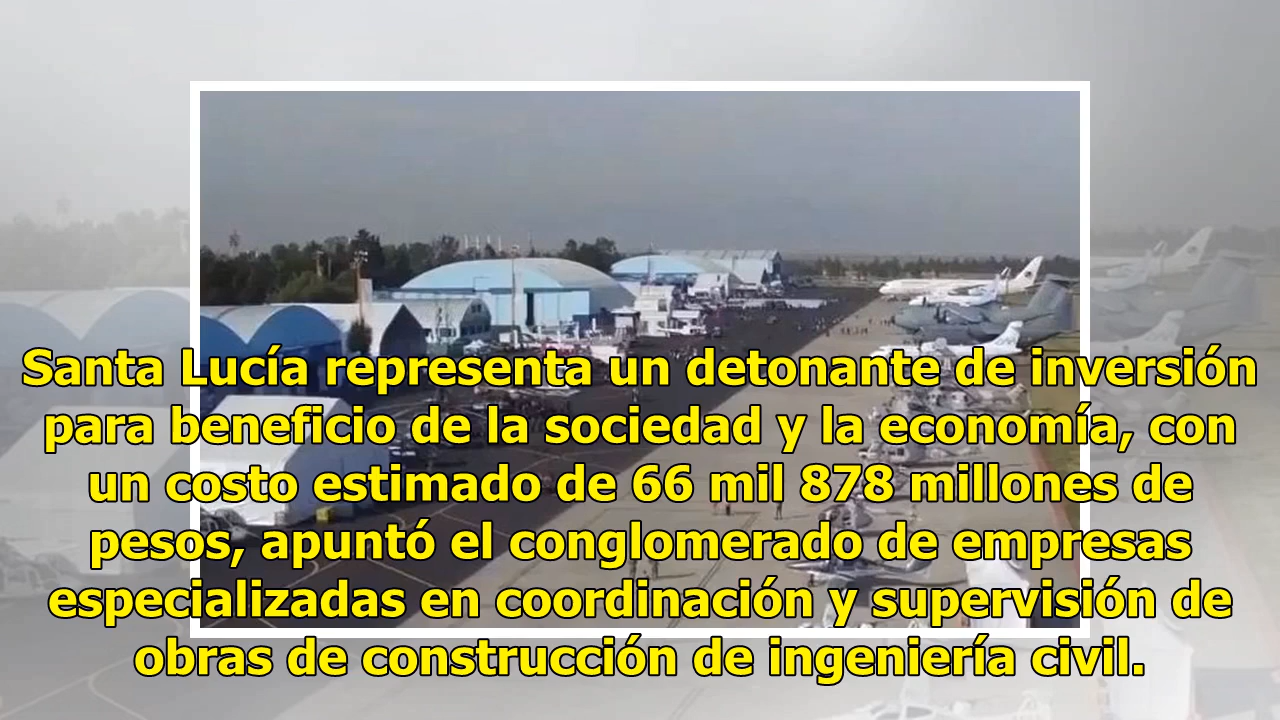 Santa Lucía representa un detonante de inversión
para beneficio de la sociedad y la economía, con
un costo estimado de 66 mil 878 millones de
pesos, apuntó el conglomerado de empresas
especializadas en coordinación y supervisión de
obras de construcción de ingeniería civil.